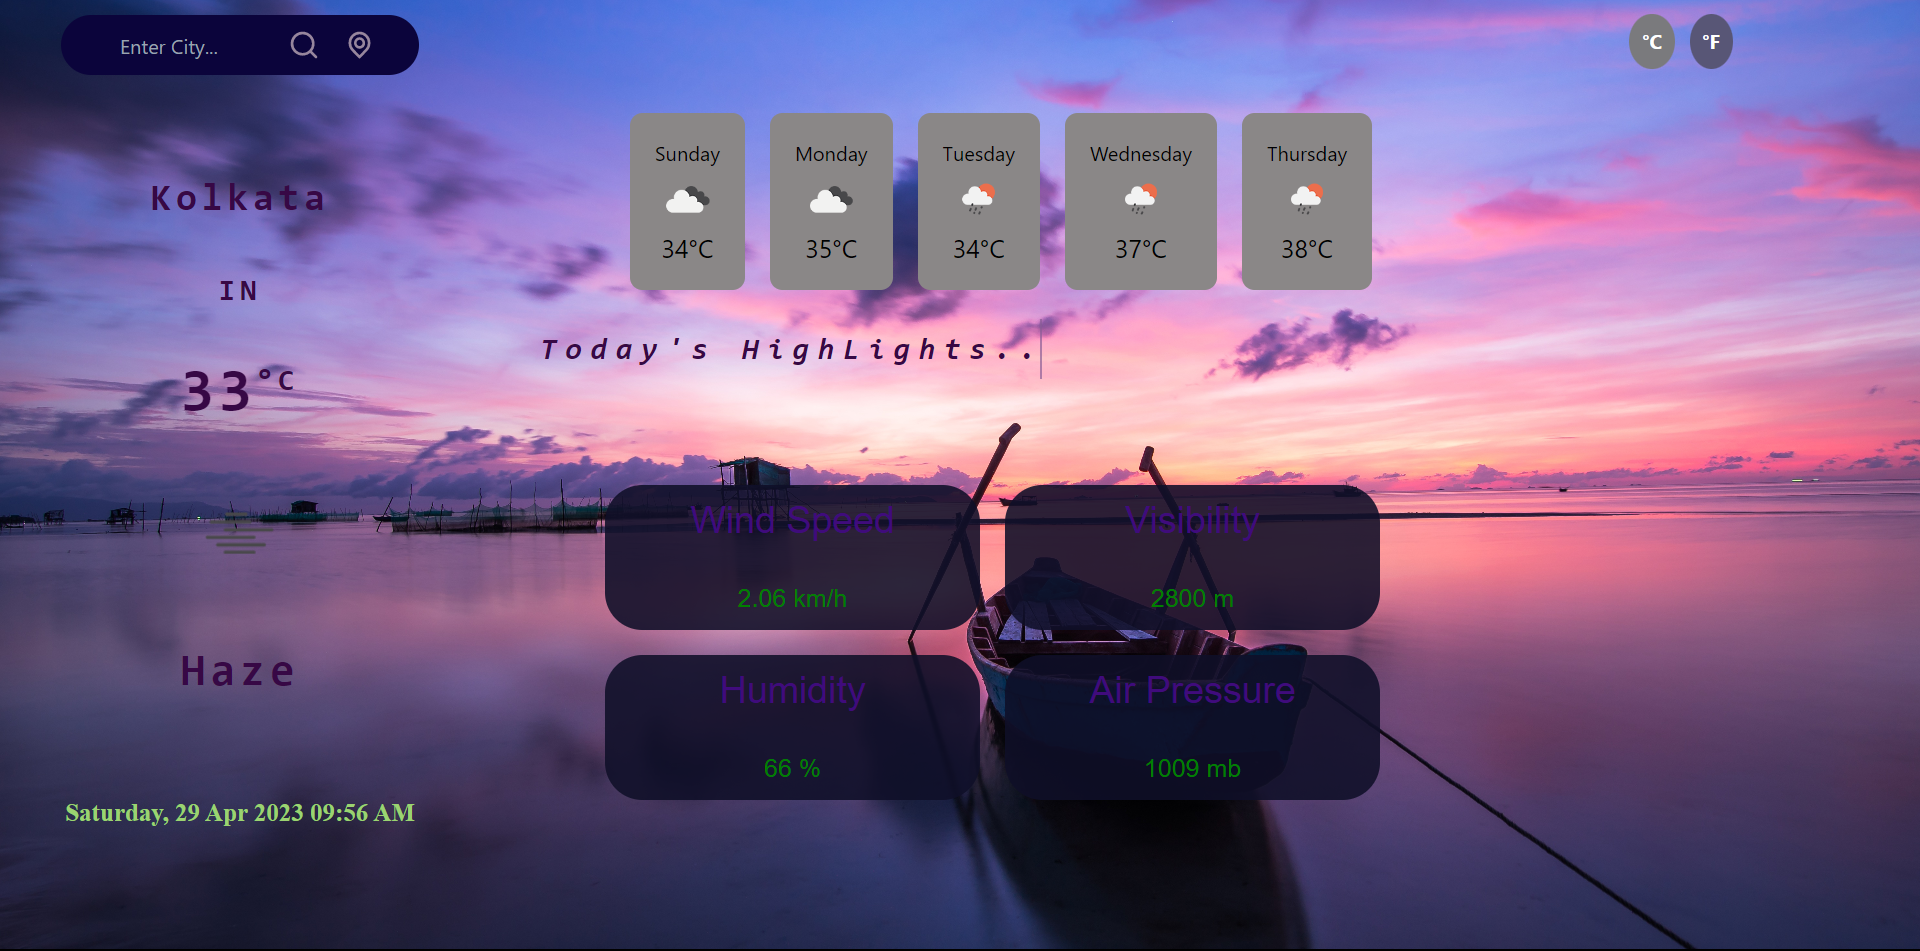 Enter City...
°C
°F
Sunday
Monday
Tuesday
Wednesday
Thursday
34°C
35°C
34°C
37°C
38°C
Kolkata
IN
33°C
Today's HighLights..
Wind Speed
2.06 km/h
Visibility
2800 m
Humidity
66 %
Air Pressure
1009 mb
Haze
Saturday, 29 Apr 2023 09:56 AM